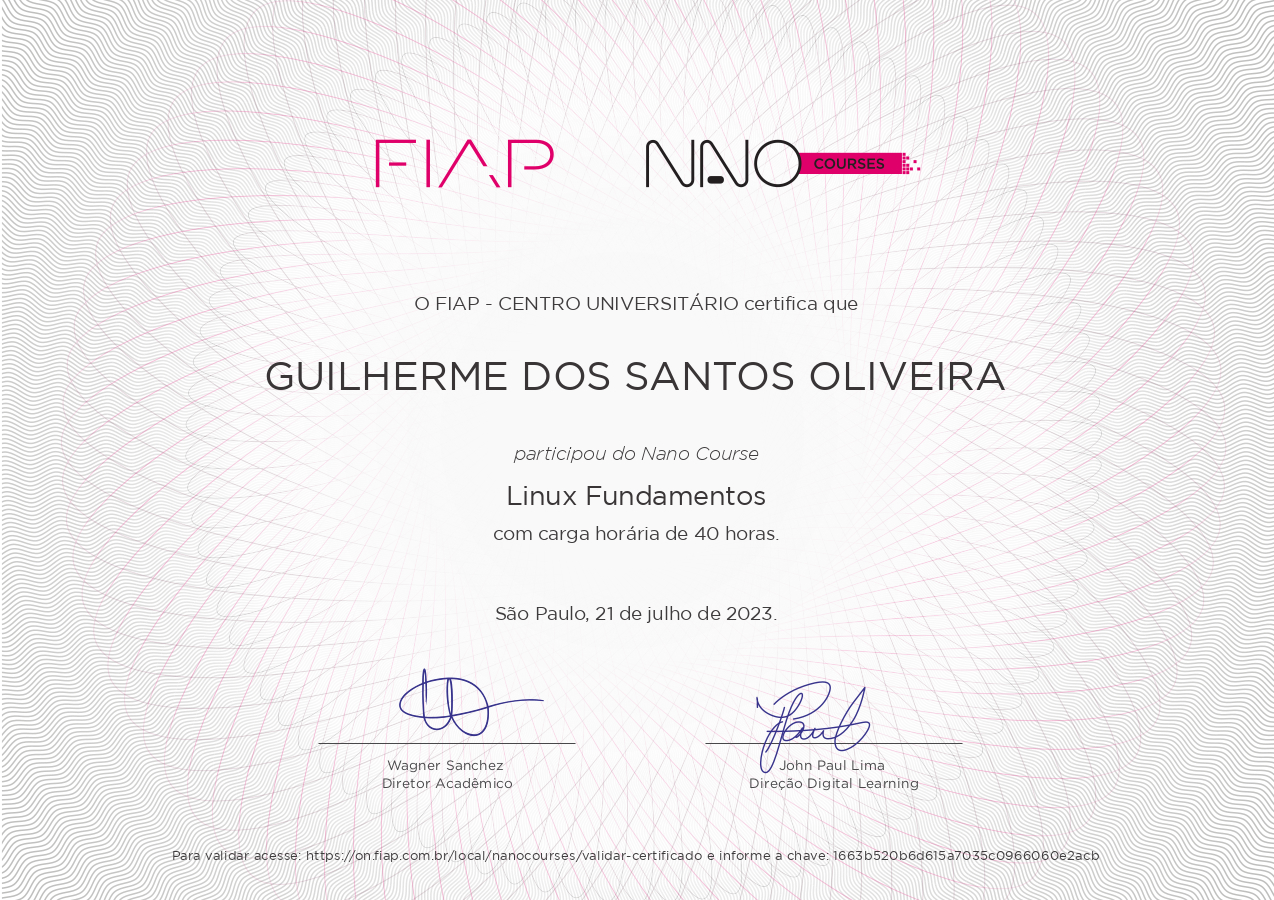 FIAP NANO COURSES
O FIAP - CENTRO UNIVERSITÁRIO certifica que
GUILHERME DOS SANTOS OLIVEIRA
participou do Nano Course
Linux Fundamentos
com carga horária de 40 horas.
São Paulo, 21 de julho de 2023.
Wagner Sanchez
Diretor Acadêmico
John Paul Lima
Direção Digital Learning
Para validar acesse: https://on.fiap.com.br/local/nanocourses/validar-certificado e informe a chave: 1663b520b6d615a7035c0966060e2acb